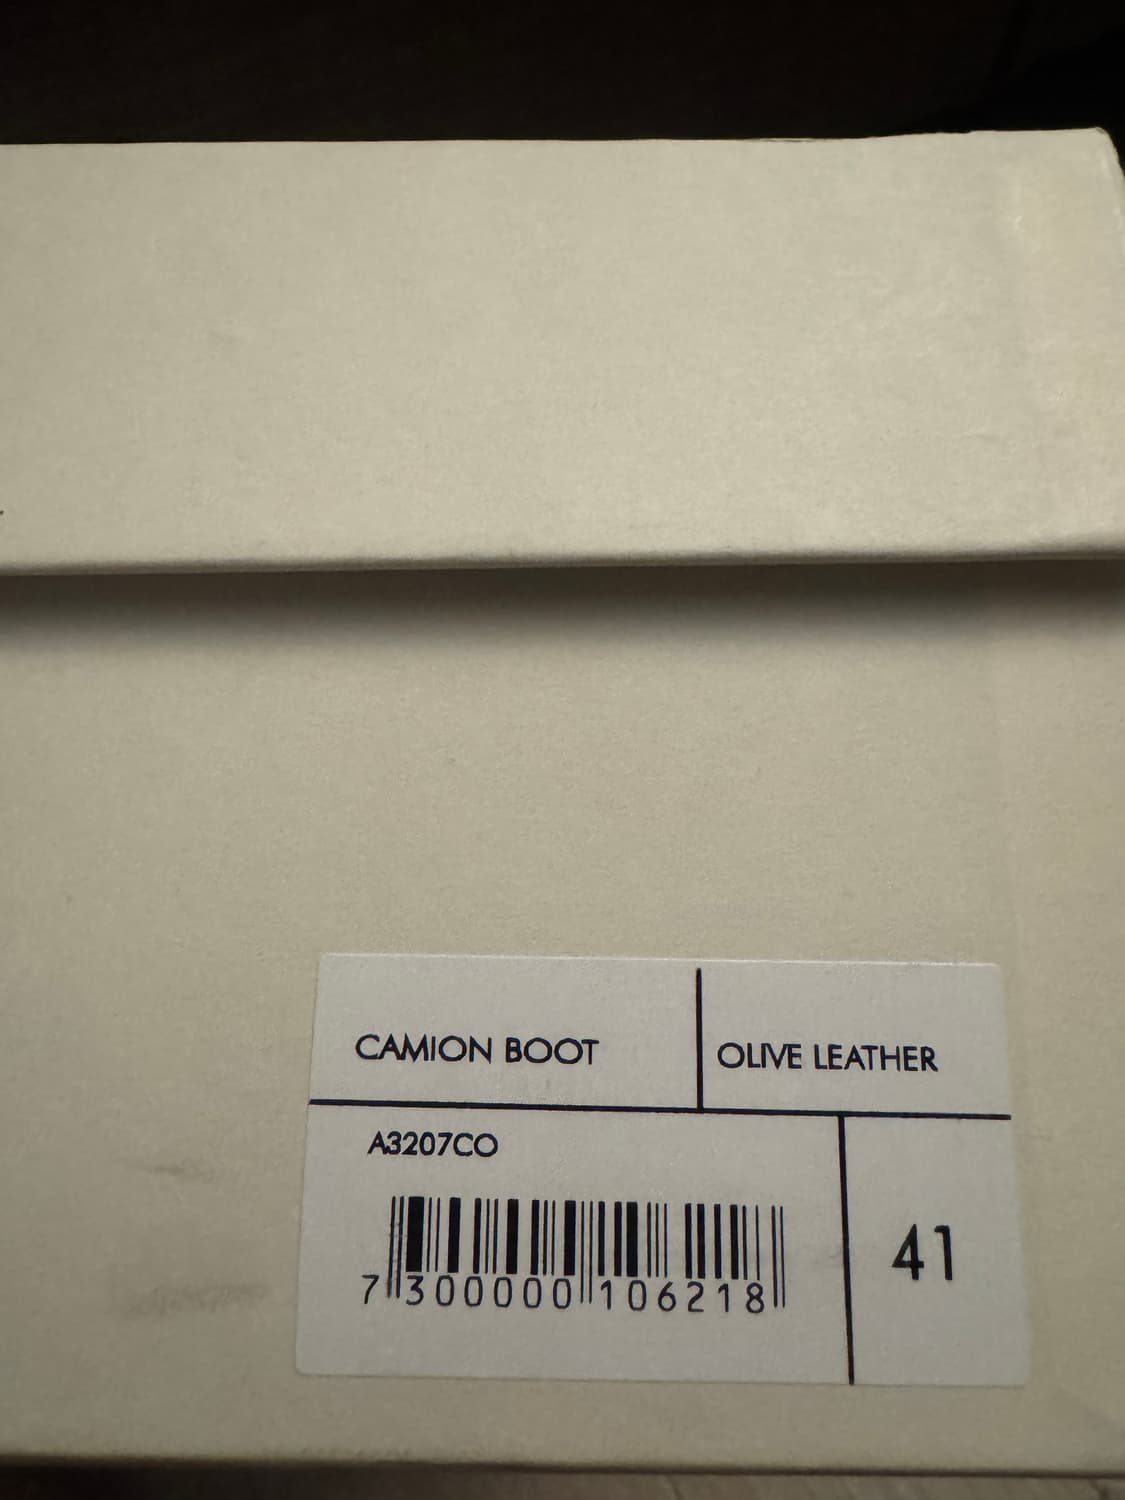 CAMION BOOT
OLIVE LEATHER
A3207CO
7 300000 106218
41